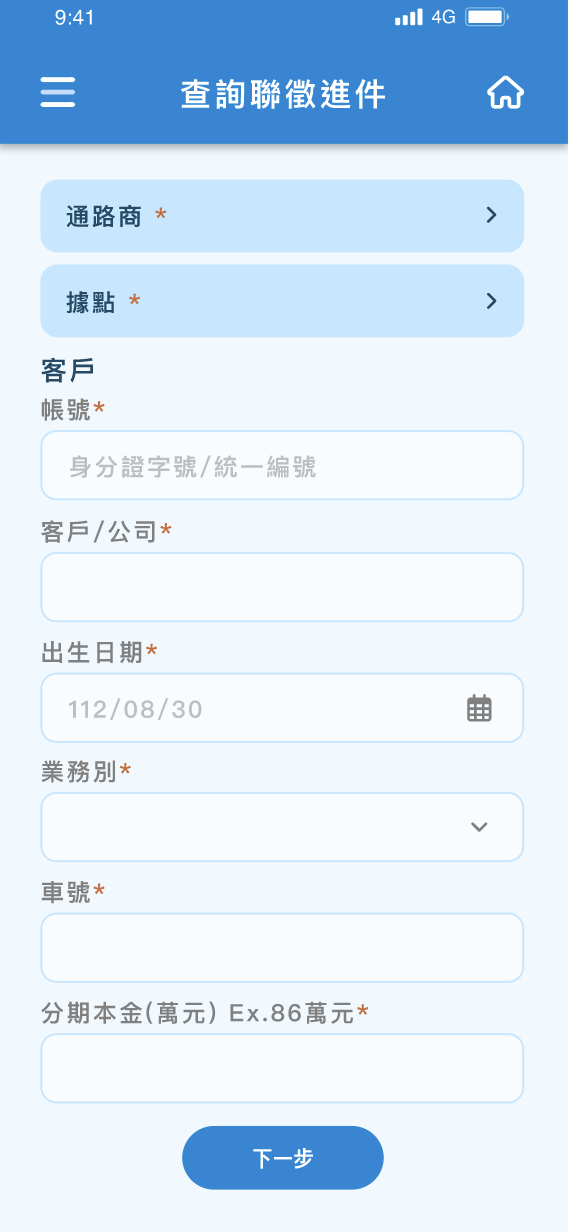 9:41
4G
查詢聯徵進件
通路商 *
據點 *
客戶
帳號*
身分證字號/統一編號
客戶/公司*
出生日期*
112/08/30
業務別*
車號*
分期本金(萬元) Ex.86萬元*
下一步